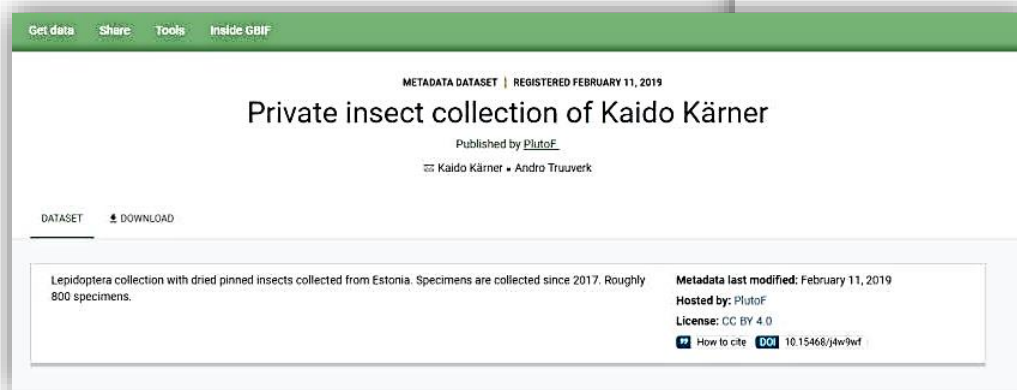 Get data Share Tools Inside GBIF
METADATA DATASET | REGISTERED FEBRUARY 11, 2019
Private insect collection of Kaido Kärner
Published by PlutoF
Kaido Kärner • Andro Truuverk
DATASET DOWNLOAD
Lepidoptera collection with dried pinned insects collected from Estonia. Specimens are collected since 2017. Roughly
800 specimens.
Metadata last modified: February 11, 2019
Hosted by: PlutoF
License: CC BY 4.0
How to cite DOI 10.15468/j4w9wf